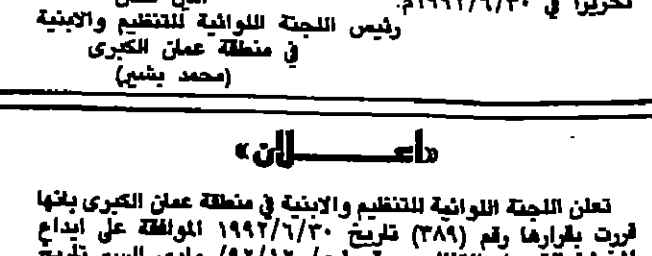 تحريرا في ١٩٩٢/٦/٣٠م.
رئيس اللجنة اللوائية للتنظيم والابنية
في منطقة عمان الكبرى
(محمد بشير)
«اعــــــلان»
تعلن اللجنة اللوائية للتنظيم والابنية في منطقة عمان الكبرى بانها
قررت بقرارها رقم (٣٨٩) تاريخ ١٩٩٢/٦/٣٠ الموافقة على ايداع